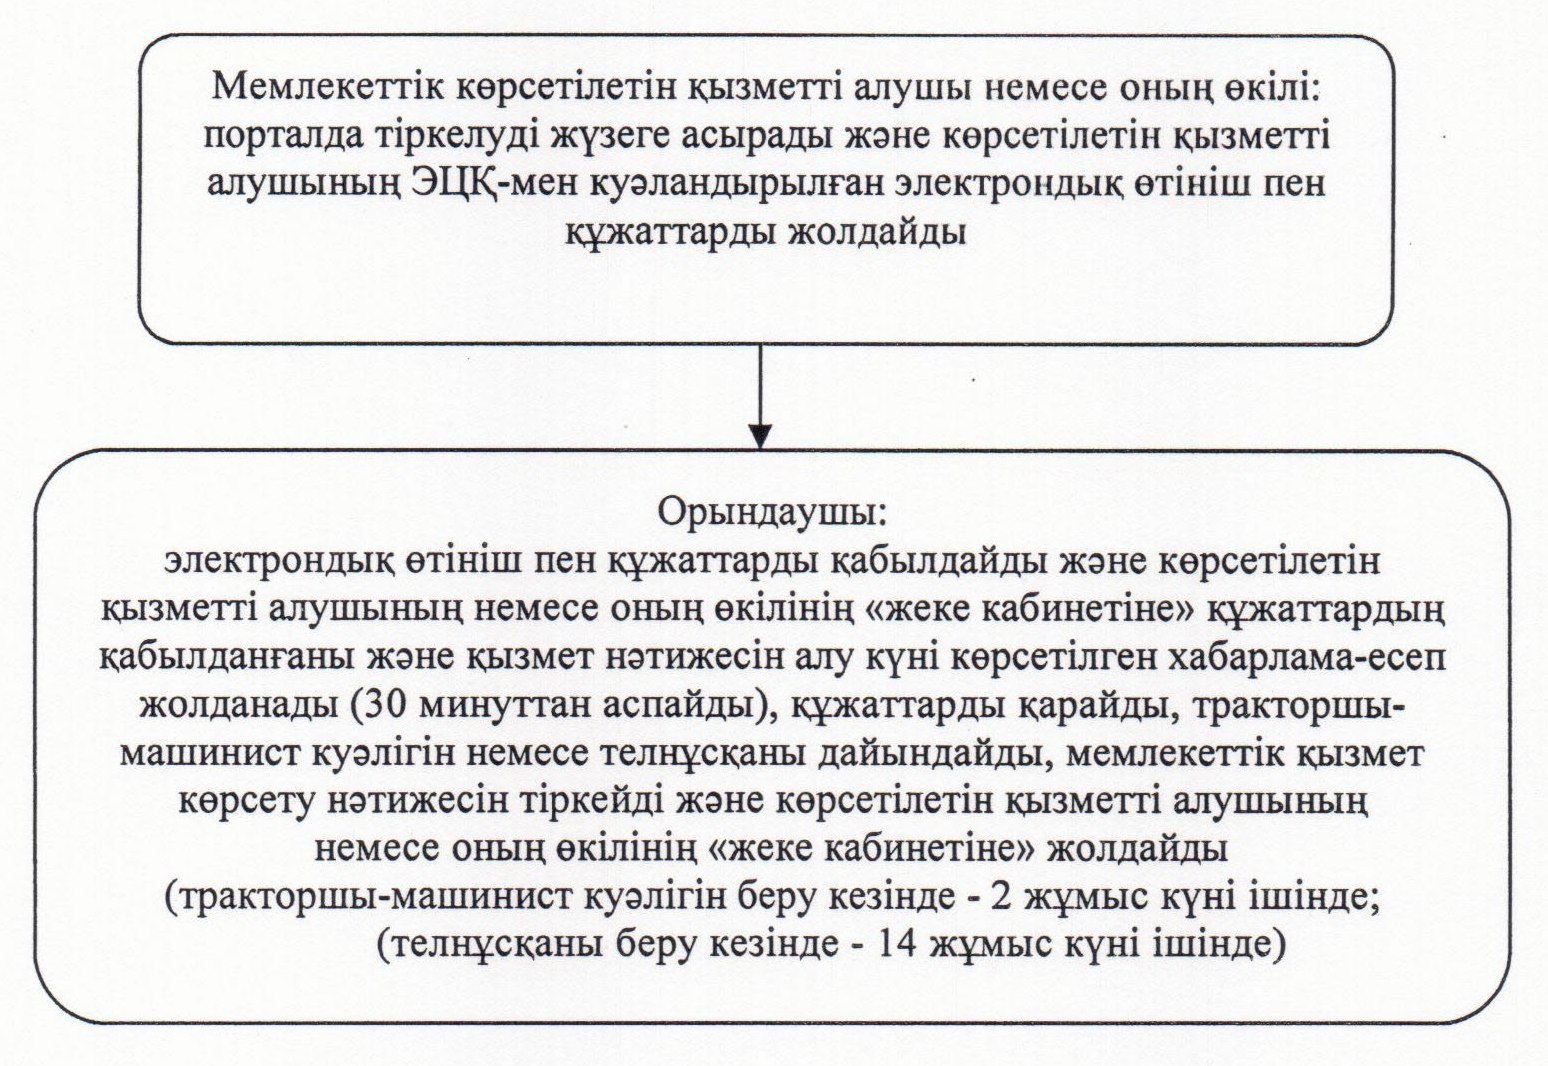 Мемлекеттік көрсетілетін қызметті алушы немесе оның өкілі:
порталда тіркелуді жүзеге асырады және көрсетілетін қызметті
алушының ЭЦҚ-мен куәландырылған электрондық өтініш пен
құжаттарды жолдайды
Орындаушы:
электрондық өтініш пен құжаттарды қабылдайды және көрсетілетін
қызметті алушының немесе оның өкілінің «жеке кабинетіне» құжаттардың
қабылданғаны және қызмет нәтижесін алу күні көрсетілген хабарлама-есеп
жолданады (30 минуттан аспайды), құжаттарды қарайды, тракторшы-
машинист куәлігін немесе телнұсқаны дайындайды, мемлекеттік қызмет
көрсету нәтижесін тіркейді және көрсетілетін қызметті алушының
немесе оның өкілінің «жеке кабинетіне» жолдайды
(тракторшы-машинист куәлігін беру кезінде - 2 жұмыс күні ішінде;
(телнұсқаны беру кезінде - 14 жұмыс күні ішінде)